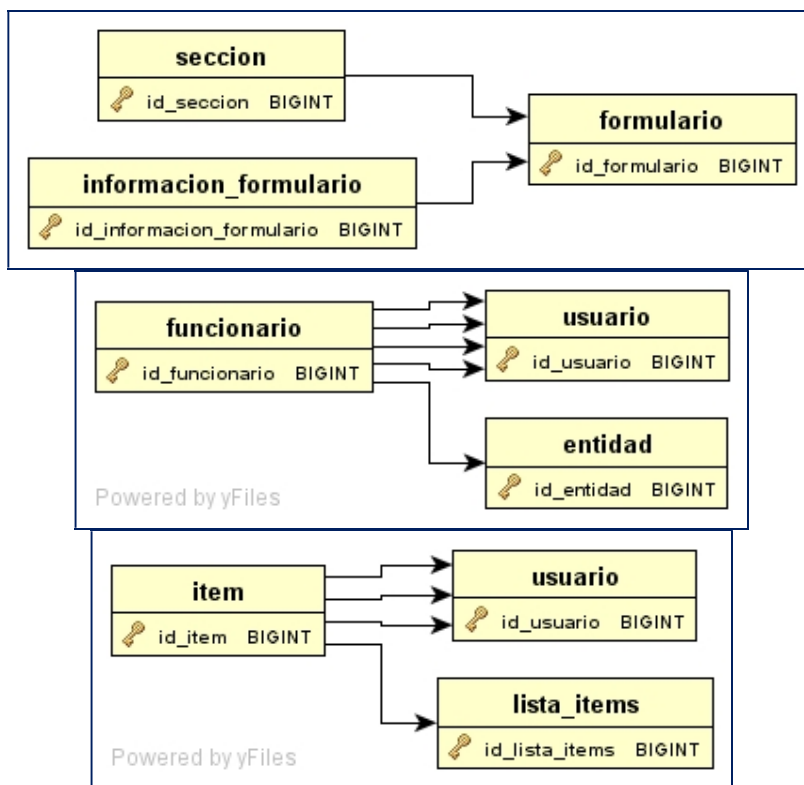 seccion
id_seccion BIGINT
formulario
id_formulario BIGINT
informacion_formulario
id_informacion_formulario BIGINT
funcionario
id_funcionario BIGINT
usuario
id_usuario BIGINT
entidad
id_entidad BIGINT
Powered by yFiles
item
id_item BIGINT
usuario
id_usuario BIGINT
lista_items
id_lista_items BIGINT
Powered by yFiles